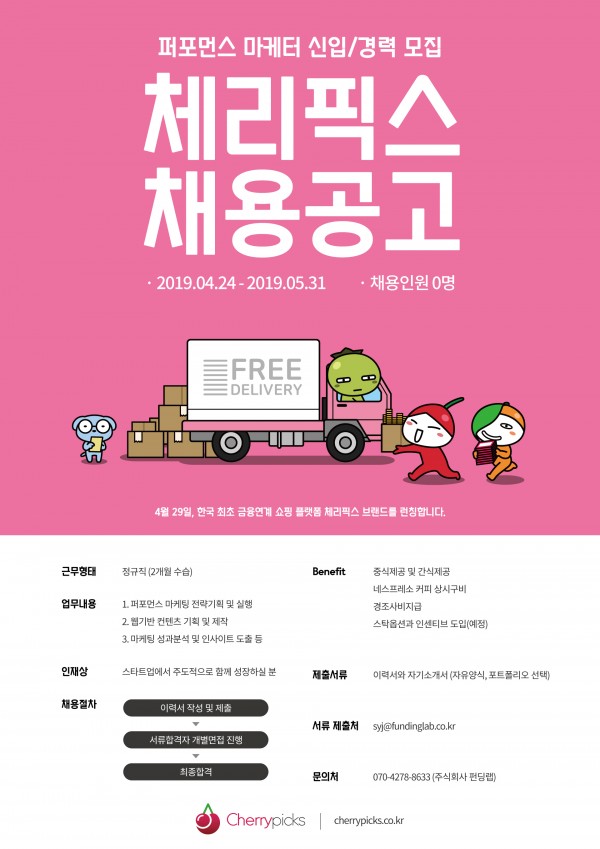 퍼포먼스 마케터 신입/경력 모집
체리픽스
채용공고
· 2019.04.24 - 2019.05.31 · 채용인원 0명
FREE
DELIVERY
4월 29일, 한국 최초 금융연계 쇼핑 플랫폼 체리픽스 브랜드를 런칭합니다.
근무형태 정규직 (2개월 수습)
업무내용 1. 퍼포먼스 마케팅 전략기획 및 실행
2. 웹기반 컨텐츠 기획 및 제작
3. 마케팅 성과분석 및 인사이트 도출 등
인재상 스타트업에서 주도적으로 함께 성장하실 분
채용절차 이력서 작성 및 제출
서류합격자 개별면접 진행
최종합격
Benefit 중식제공 및 간식제공
네스프레소 커피 상시구비
경조사비지급
스탁옵션과 인센티브 도입(예정)
제출서류 이력서와 자기소개서 (자유양식, 포트폴리오 선택)
서류 제출처 syj@fundinglab.co.kr
문의처 070-4278-8633 (주식회사 펀딩랩)
Cherrypicks | cherrypicks.co.kr